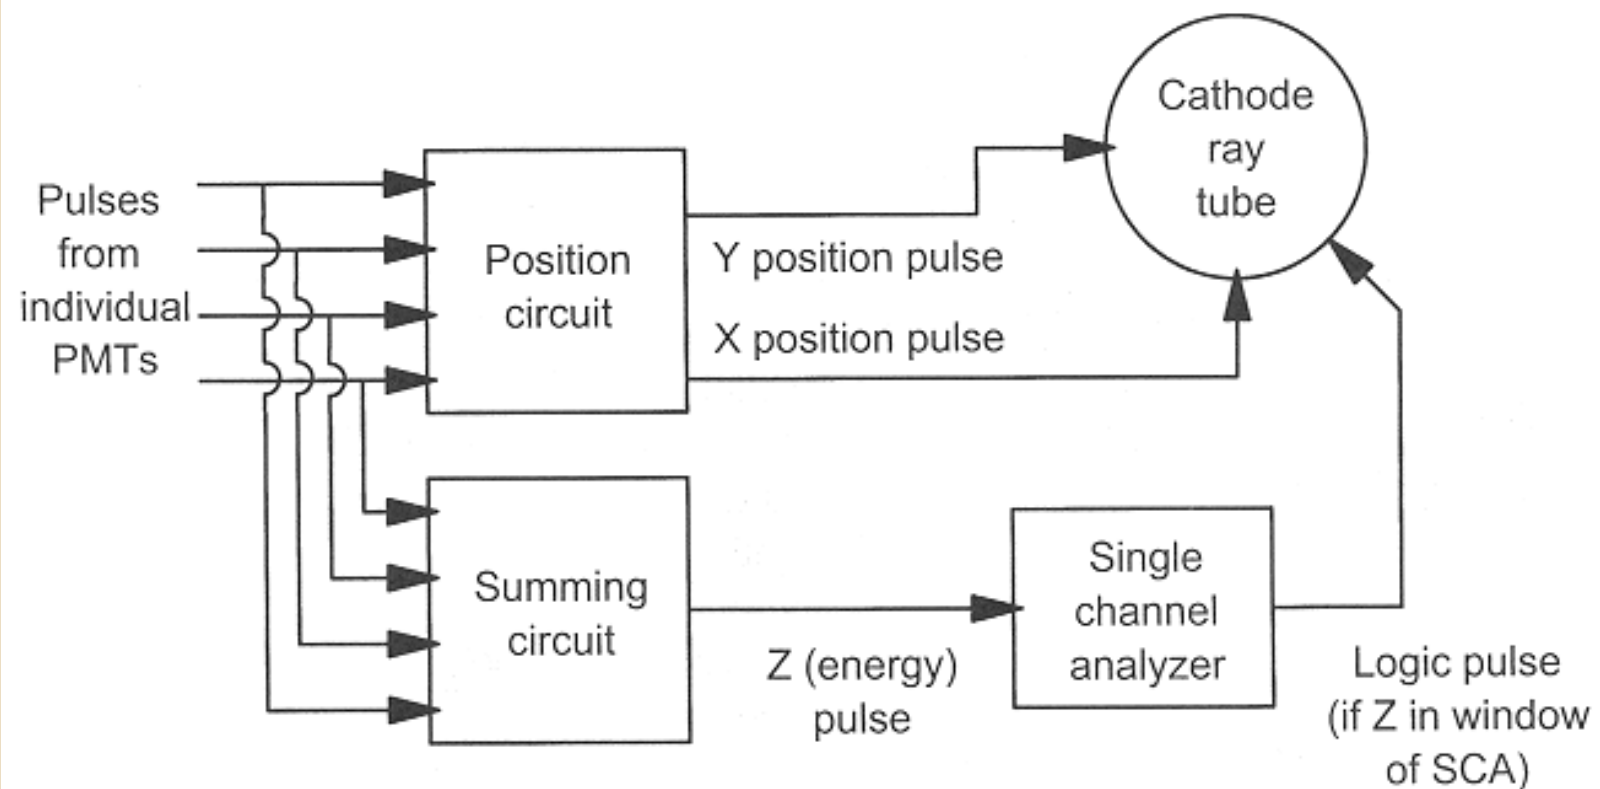 Pulses
from
individual
PMTs
Position
circuit
Y position pulse
X position pulse
Cathode
ray
tube
Summing
circuit
Z (energy)
pulse
Single
channel
analyzer
Logic pulse
(if Z in window
of SCA)